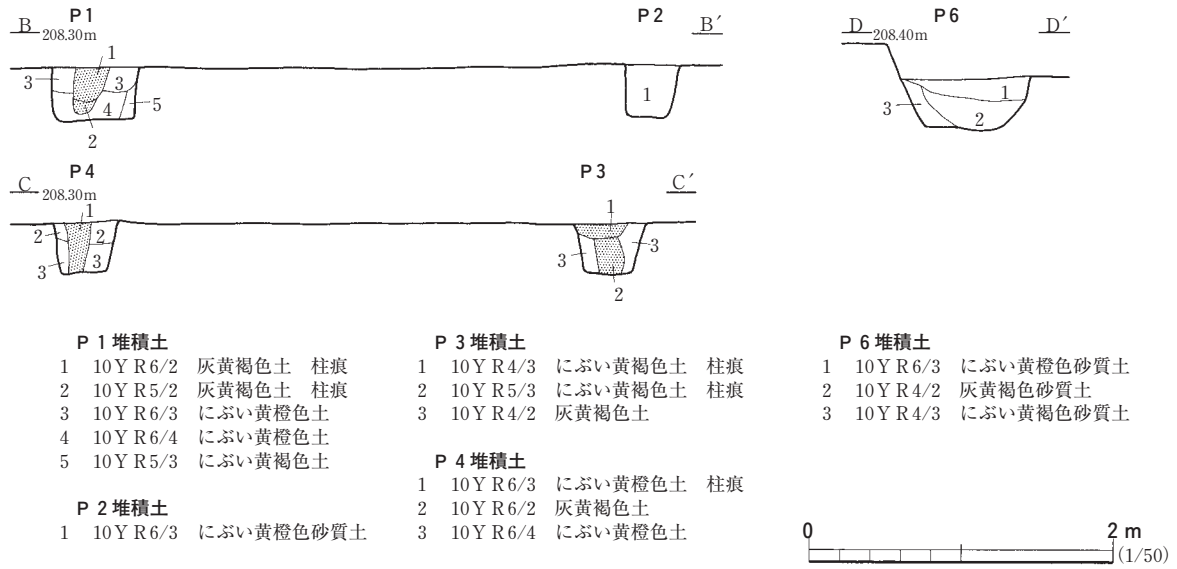 P1 P2
B 208.30m B′
1
3 3
4 5
2
1
P6
D 208.40m D′
1
3 2
P4 P3
C 208.30m C′
1
2 2
3 3
1
3 3
2
P 1 堆積土
1 10YR6/2 灰黄褐色土 柱痕
2 10YR5/2 灰黄褐色土 柱痕
3 10YR6/3 にぶい黄橙色土
4 10YR6/4 にぶい黄橙色土
5 10YR5/3 にぶい黄褐色土
P 2 堆積土
1 10YR6/3 にぶい黄橙色砂質土
P 3 堆積土
1 10YR4/3 にぶい黄褐色土 柱痕
2 10YR5/3 にぶい黄褐色土 柱痕
3 10YR4/2 灰黄褐色土
P 4 堆積土
1 10YR6/3 にぶい黄橙色土 柱痕
2 10YR6/2 灰黄褐色土
3 10YR6/4 にぶい黄橙色土
P 6 堆積土
1 10YR6/3 にぶい黄橙色砂質土
2 10YR4/2 灰黄褐色砂質土
3 10YR4/3 にぶい黄褐色砂質土
0 2 m
(1/50)